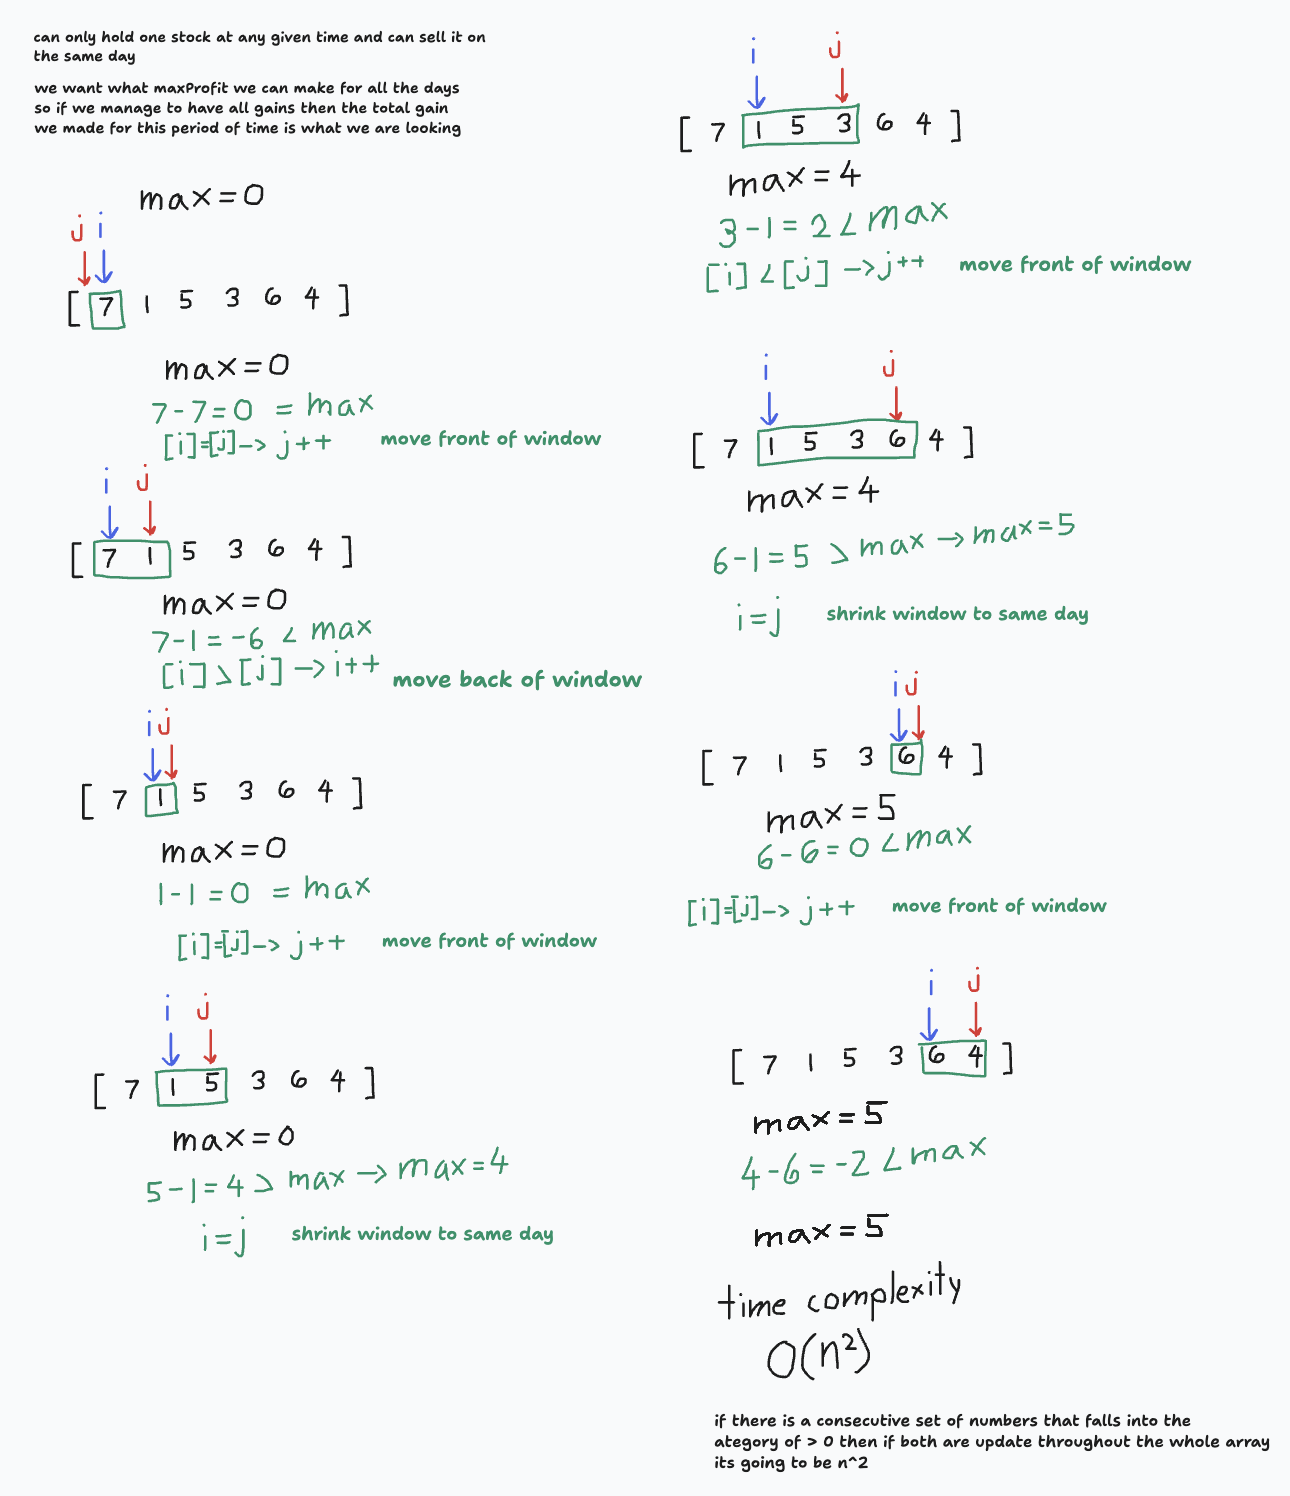 can only hold one stock at any given time and can sell it on
the same day
we want what maxProfit we can make for all the days
so if we manage to have all gains then the total gain
we made for this period of time is what we are looking
max=0
j i
[ 7 1 5 3 6 4 ]
max=0
7-7=0 = max
[i]=[j]-> j++ move front of window
i j
[ 7 1 5 3 6 4 ]
max=0
7-1=-6 < max
[i]>[j] -> i++ move back of window
i j
[ 7 1 5 3 6 4 ]
max=0
1-1=0 = max
[i]=[j]-> j++ move front of window
i j
[ 7 1 5 3 6 4 ]
max=0
5-1=4 > max -> max=4
i=j shrink window to same day
i j
[ 7 1 5 3 6 4 ]
max=4
3-1=2 < max
[i]<[j] ->j++ move front of window
i j
[ 7 1 5 3 6 4 ]
max=4
6-1=5 > max -> max=5
i=j shrink window to same day
i j
[ 7 1 5 3 6 4 ]
max=5
6-6=0 <max
[i]=[j]-> j++ move front of window
i j
[ 7 1 5 3 6 4 ]
max=5
4-6=-2 <max
max=5
time complexity
O(n²)
if there is a consecutive set of numbers that falls into the
ategory of > 0 then if both are update throughout the whole array
its going to be n^2